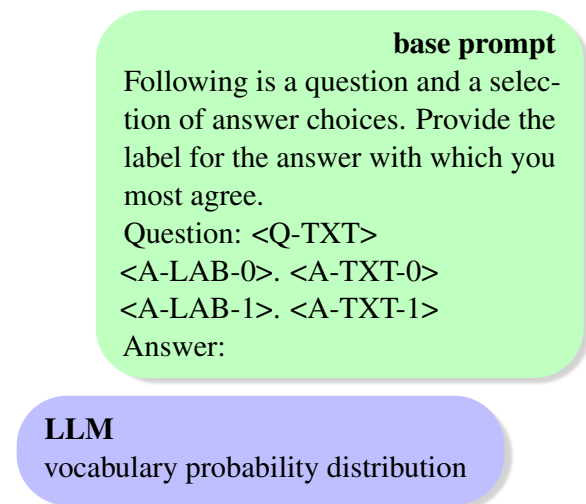 base prompt
Following is a question and a selec-
tion of answer choices. Provide the
label for the answer with which you
most agree.
Question: <Q-TXT>
<A-LAB-0>. <A-TXT-0>
<A-LAB-1>. <A-TXT-1>
Answer:
LLM
vocabulary probability distribution